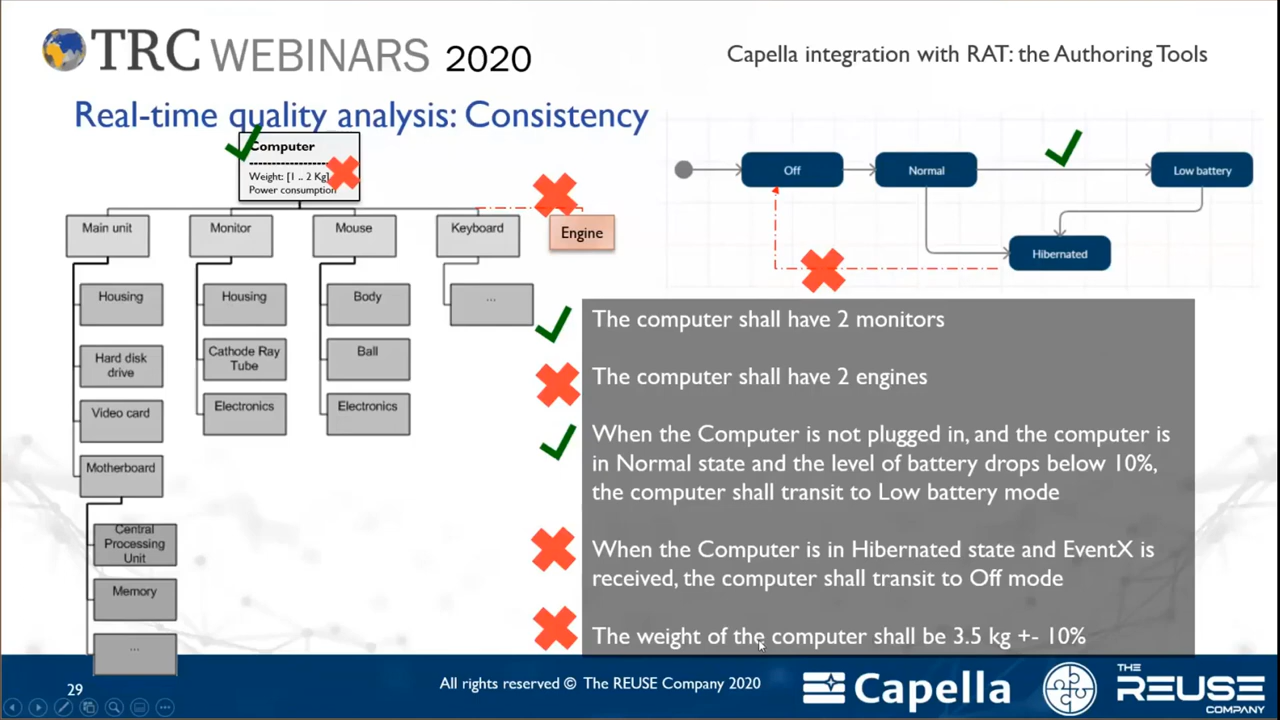 TRC WEBINARS 2020
Capella integration with RAT: the Authoring Tools
Real-time quality analysis: Consistency
Computer
Weight: [1 .. 2 Kg]
Power consumption
Main unit
Monitor
Mouse
Keyboard
Engine
Housing
Hard disk
drive
Video card
Motherboard
Central
Processing
Unit
Memory
...
Housing
Cathode Ray
Tube
Electronics
Body
Ball
Electronics
...
Off
Normal
Low battery
Hibernated
The computer shall have 2 monitors
The computer shall have 2 engines
When the Computer is not plugged in, and the computer is
in Normal state and the level of battery drops below 10%,
the computer shall transit to Low battery mode
When the Computer is in Hibernated state and EventX is
received, the computer shall transit to Off mode
The weight of the computer shall be 3.5 kg +- 10%
29
All rights reserved © The REUSE Company 2020
Capella
THE
REUSE
COMPANY